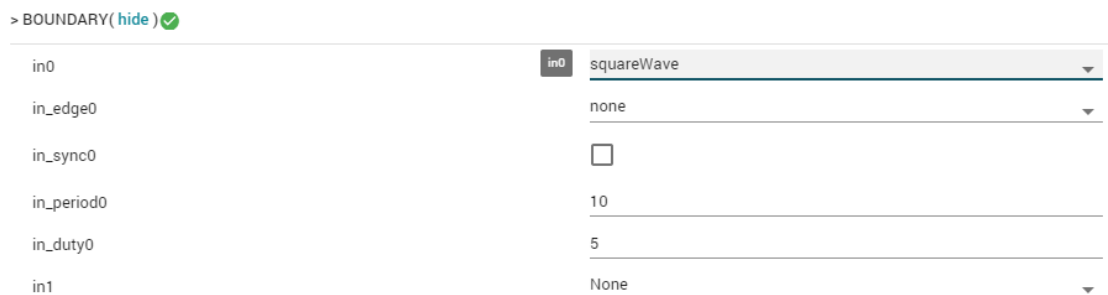 > BOUNDARY( hide )
in0 in0 squareWave
in_edge0 none
in_sync0
in_period0 10
in_duty0 5
in1 None